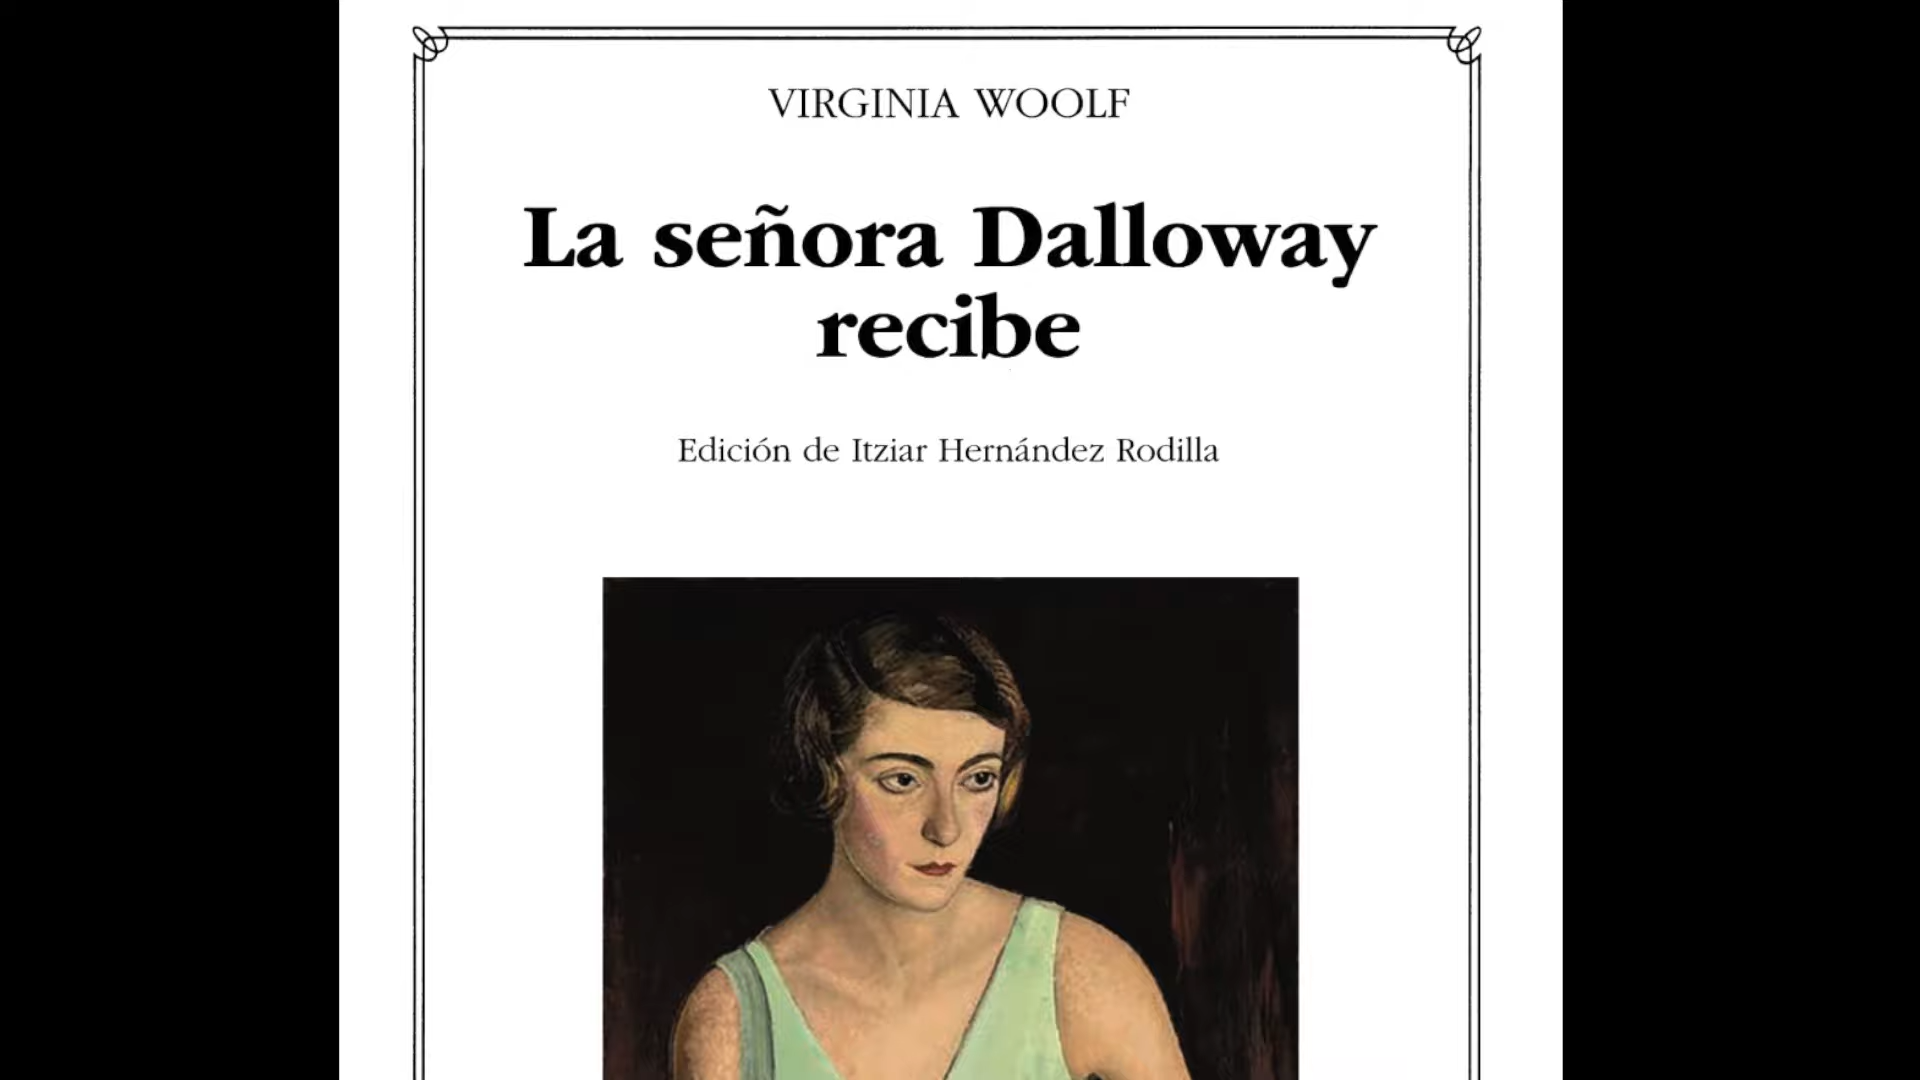 VIRGINIA WOOLF
La señora Dalloway
recibe
Edición de Itziar Hernández Rodilla